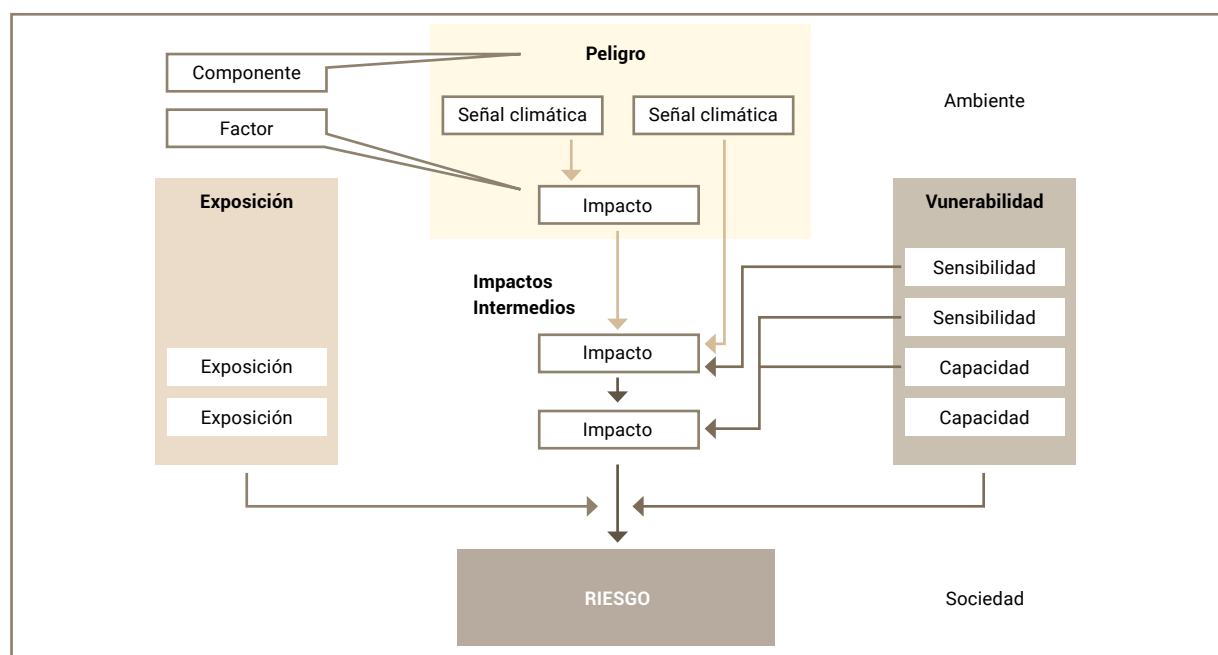 Peligro
Componente
Ambiente
Señal climática
Señal climática
Factor
Exposición
Impacto
Vunerabilidad
Sensibilidad
Impactos
Intermedios
Sensibilidad
Impacto
Exposición
Capacidad
Exposición
Capacidad
Impacto
RIESGO
Sociedad